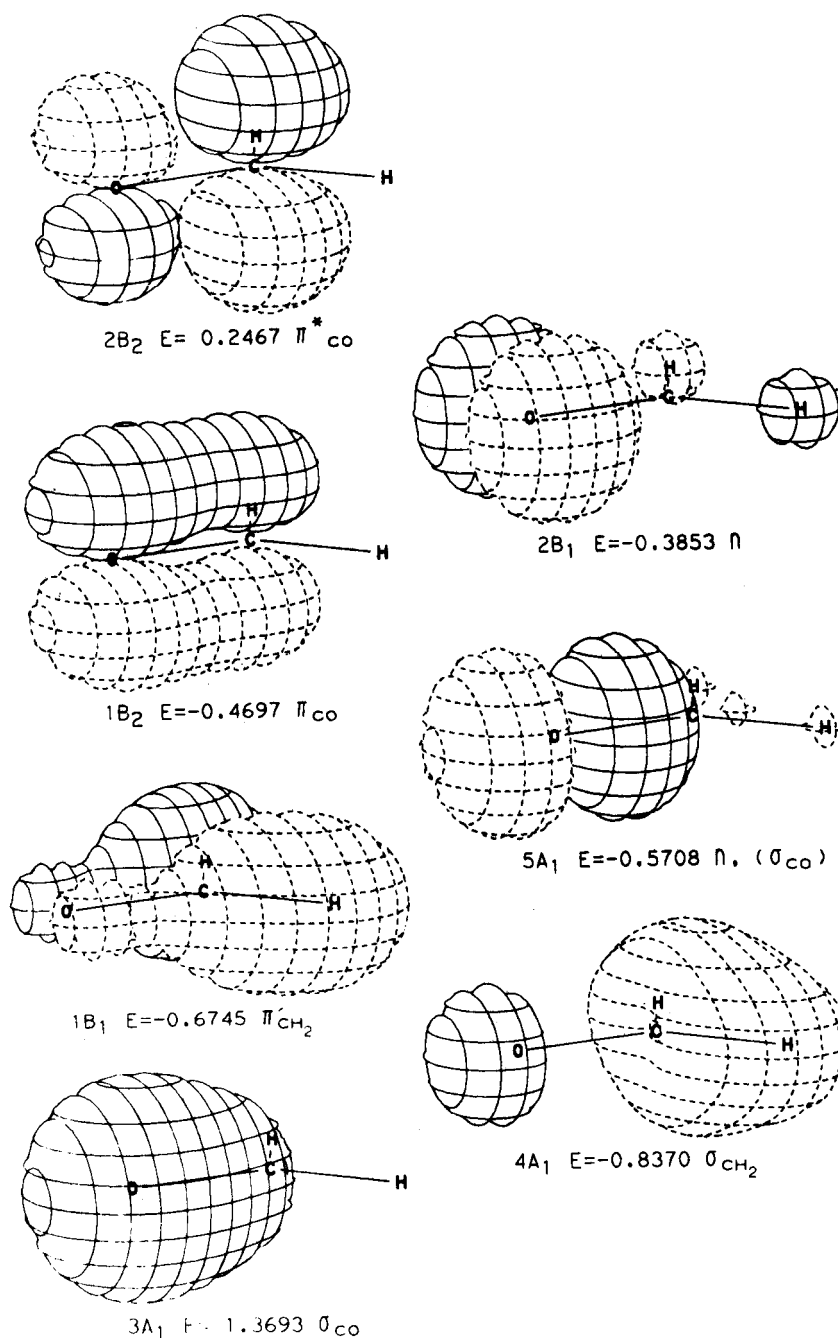 H
C
O
H
2B₂ E= 0.2467 Π*CO
H
C
O
H
2B₁ E=-0.3853 n
H
C
O
H
1B₂ E=-0.4697 ΠCO
H
C
O
H
5A₁ E=-0.5708 n, (σCO)
H
C
O
H
1B₁ E=-0.6745 Π′CH₂
H
O
O
H
4A₁ E=-0.8370 σCH₂
H
C
O
H
3A₁ 1.3693 σCO